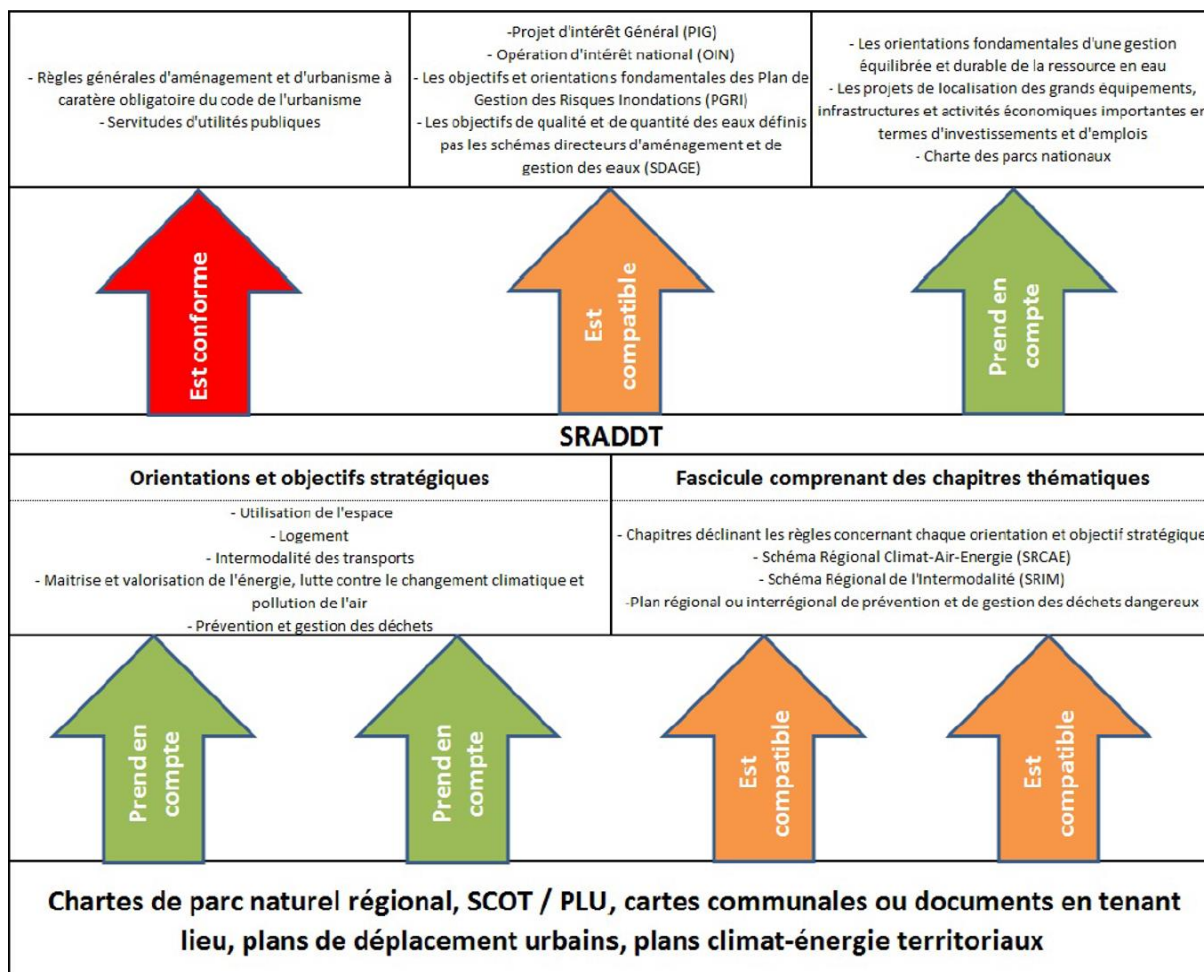 - Règles générales d'aménagement et d'urbanisme à
caratère obligatoire du code de l'urbanisme
- Servitudes d'utilités publiques
-Projet d'intérêt Général (PIG)
- Opération d'intérêt national (OIN)
- Les objectifs et orientations fondamentales des Plan de
Gestion des Risques Inondations (PGRI)
- Les objectifs de qualité et de quantité des eaux définis
pas les schémas directeurs d'aménagement et de
gestion des eaux (SDAGE)
- Les orientations fondamentales d'une gestion
équilibrée et durable de la ressource en eau
- Les projets de localisation des grands équipements,
infrastructures et activités économiques importantes en
termes d'investissements et d'emplois
- Charte des parcs nationaux
Est conforme
Est
compatible
Prend en
compte
SRADDT
Orientations et objectifs stratégiques
- Utilisation de l'espace
- Logement
- Intermodalité des transports
- Maitrise et valorisation de l'énergie, lutte contre le changement climatique et
pollution de l'air
- Prévention et gestion des déchets
Fascicule comprenant des chapitres thématiques
- Chapitres déclinant les règles concernant chaque orientation et objectif stratégique
- Schéma Régional Climat-Air-Energie (SRCAE)
- Schéma Régional de l'Intermodalité (SRIM)
-Plan régional ou interrégional de prévention et de gestion des déchets dangereux
Prend en
compte
Prend en
compte
Est
compatible
Est
compatible
Chartes de parc naturel régional, SCOT / PLU, cartes communales ou documents en tenant
lieu, plans de déplacement urbains, plans climat-énergie territoriaux